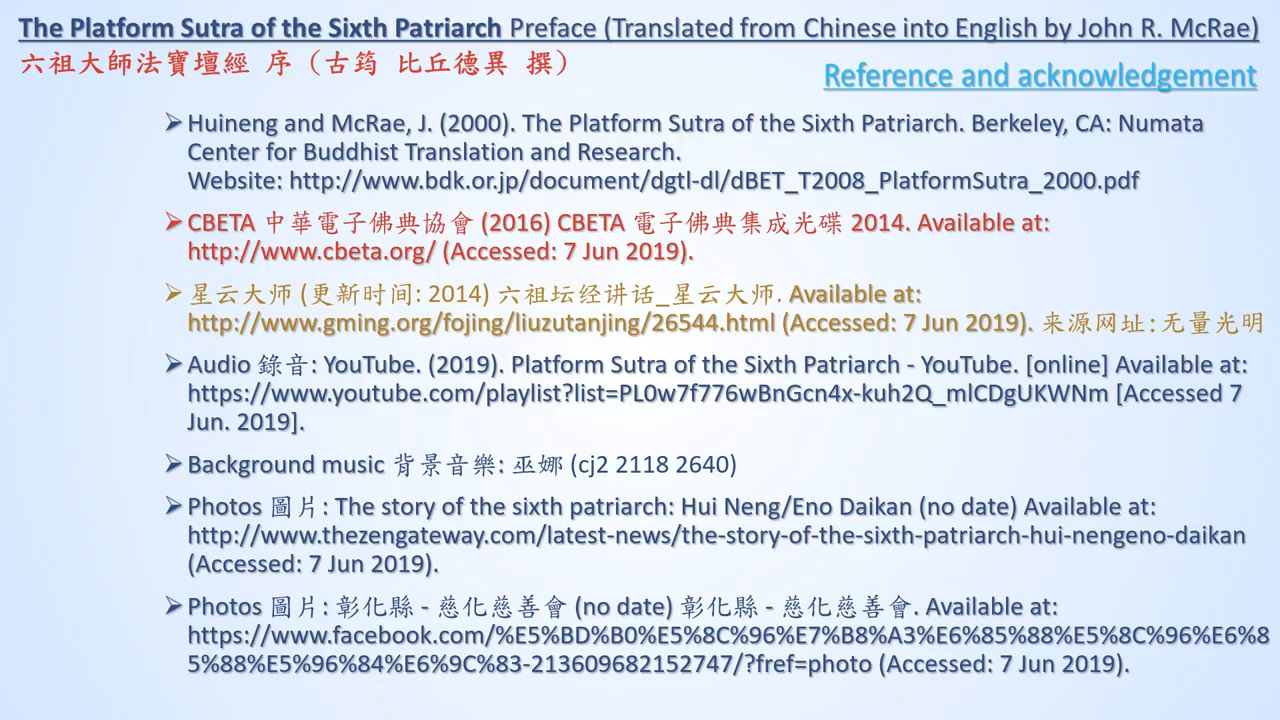 The Platform Sutra of the Sixth Patriarch Preface (Translated from Chinese into English by John R. McRae)
六祖大師法寶壇經 序 (古筠 比丘德異 撰)
Reference and acknowledgement
➢ Huineng and McRae, J. (2000). The Platform Sutra of the Sixth Patriarch. Berkeley, CA: Numata
Center for Buddhist Translation and Research.
Website: http://www.bdk.or.jp/document/dgtl-dl/dBET_T2008_PlatformSutra_2000.pdf
➢ CBETA 中華電子佛典協會 (2016) CBETA 電子佛典集成光碟 2014. Available at:
http://www.cbeta.org/ (Accessed: 7 Jun 2019).
➢ 星云大师 (更新时间: 2014) 六祖坛经讲话_星云大师. Available at:
http://www.gming.org/fojing/liuzutanjing/26544.html (Accessed: 7 Jun 2019). 来源网址:无量光明
➢ Audio 錄音: YouTube. (2019). Platform Sutra of the Sixth Patriarch - YouTube. [online] Available at:
https://www.youtube.com/playlist?list=PL0w7f776wBnGcn4x-kuh2Q_mlCDgUKWNm [Accessed 7
Jun. 2019].
➢ Background music 背景音樂: 巫娜 (cj2 2118 2640)
➢ Photos 圖片: The story of the sixth patriarch: Hui Neng/Eno Daikan (no date) Available at:
http://www.thezengateway.com/latest-news/the-story-of-the-sixth-patriarch-hui-nengeno-daikan
(Accessed: 7 Jun 2019).
➢ Photos 圖片: 彰化縣 - 慈化慈善會 (no date) 彰化縣 - 慈化慈善會. Available at:
https://www.facebook.com/%E5%BD%B0%E5%8C%96%E7%B8%A3%E6%85%88%E5%8C%96%E6%8
5%88%E5%96%84%E6%9C%83-213609682152747/?fref=photo (Accessed: 7 Jun 2019).